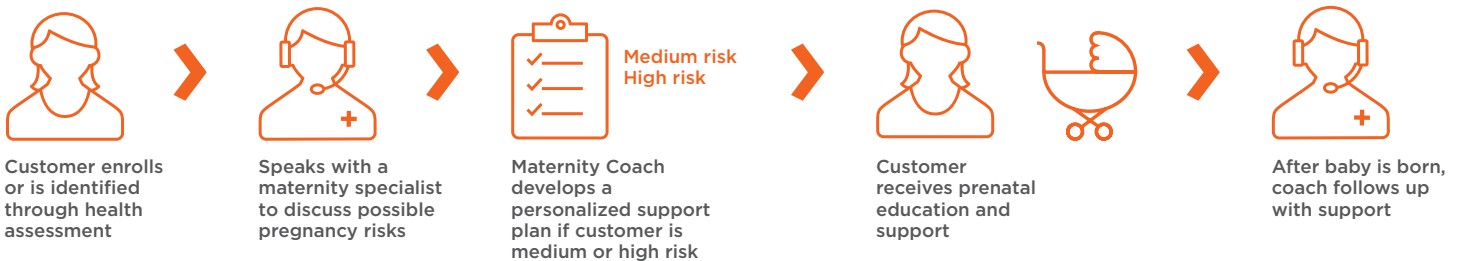 Medium risk
High risk
Customer enrolls
or is identified
through health
assessment
Speaks with a
maternity specialist
to discuss possible
pregnancy risks
Maternity Coach
develops a
personalized support
plan if customer is
medium or high risk
Customer
receives prenatal
education and
support
After baby is born,
coach follows up
with support